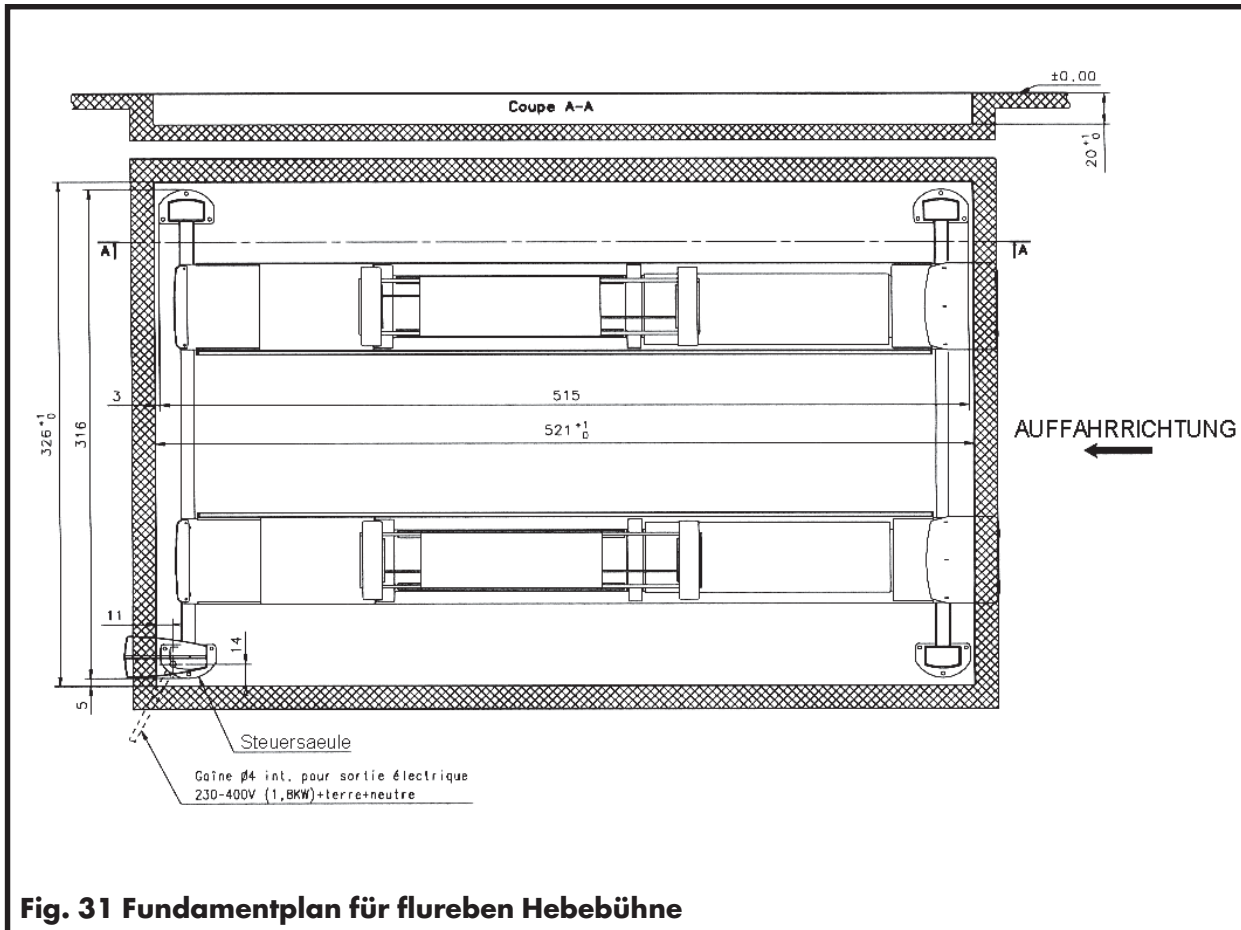 ±0,00
Coupe A-A
20 +1 0
A
A
326 +1 0
316
3
515
521 +1 0
AUFFAHRRICHTUNG
11
14
5
Steuersaeule
Gaîne Ø4 int. pour sortie électrique
230-400V (1,8KW)+terre+neutre
Fig. 31 Fundamentplan für flureben Hebebühne